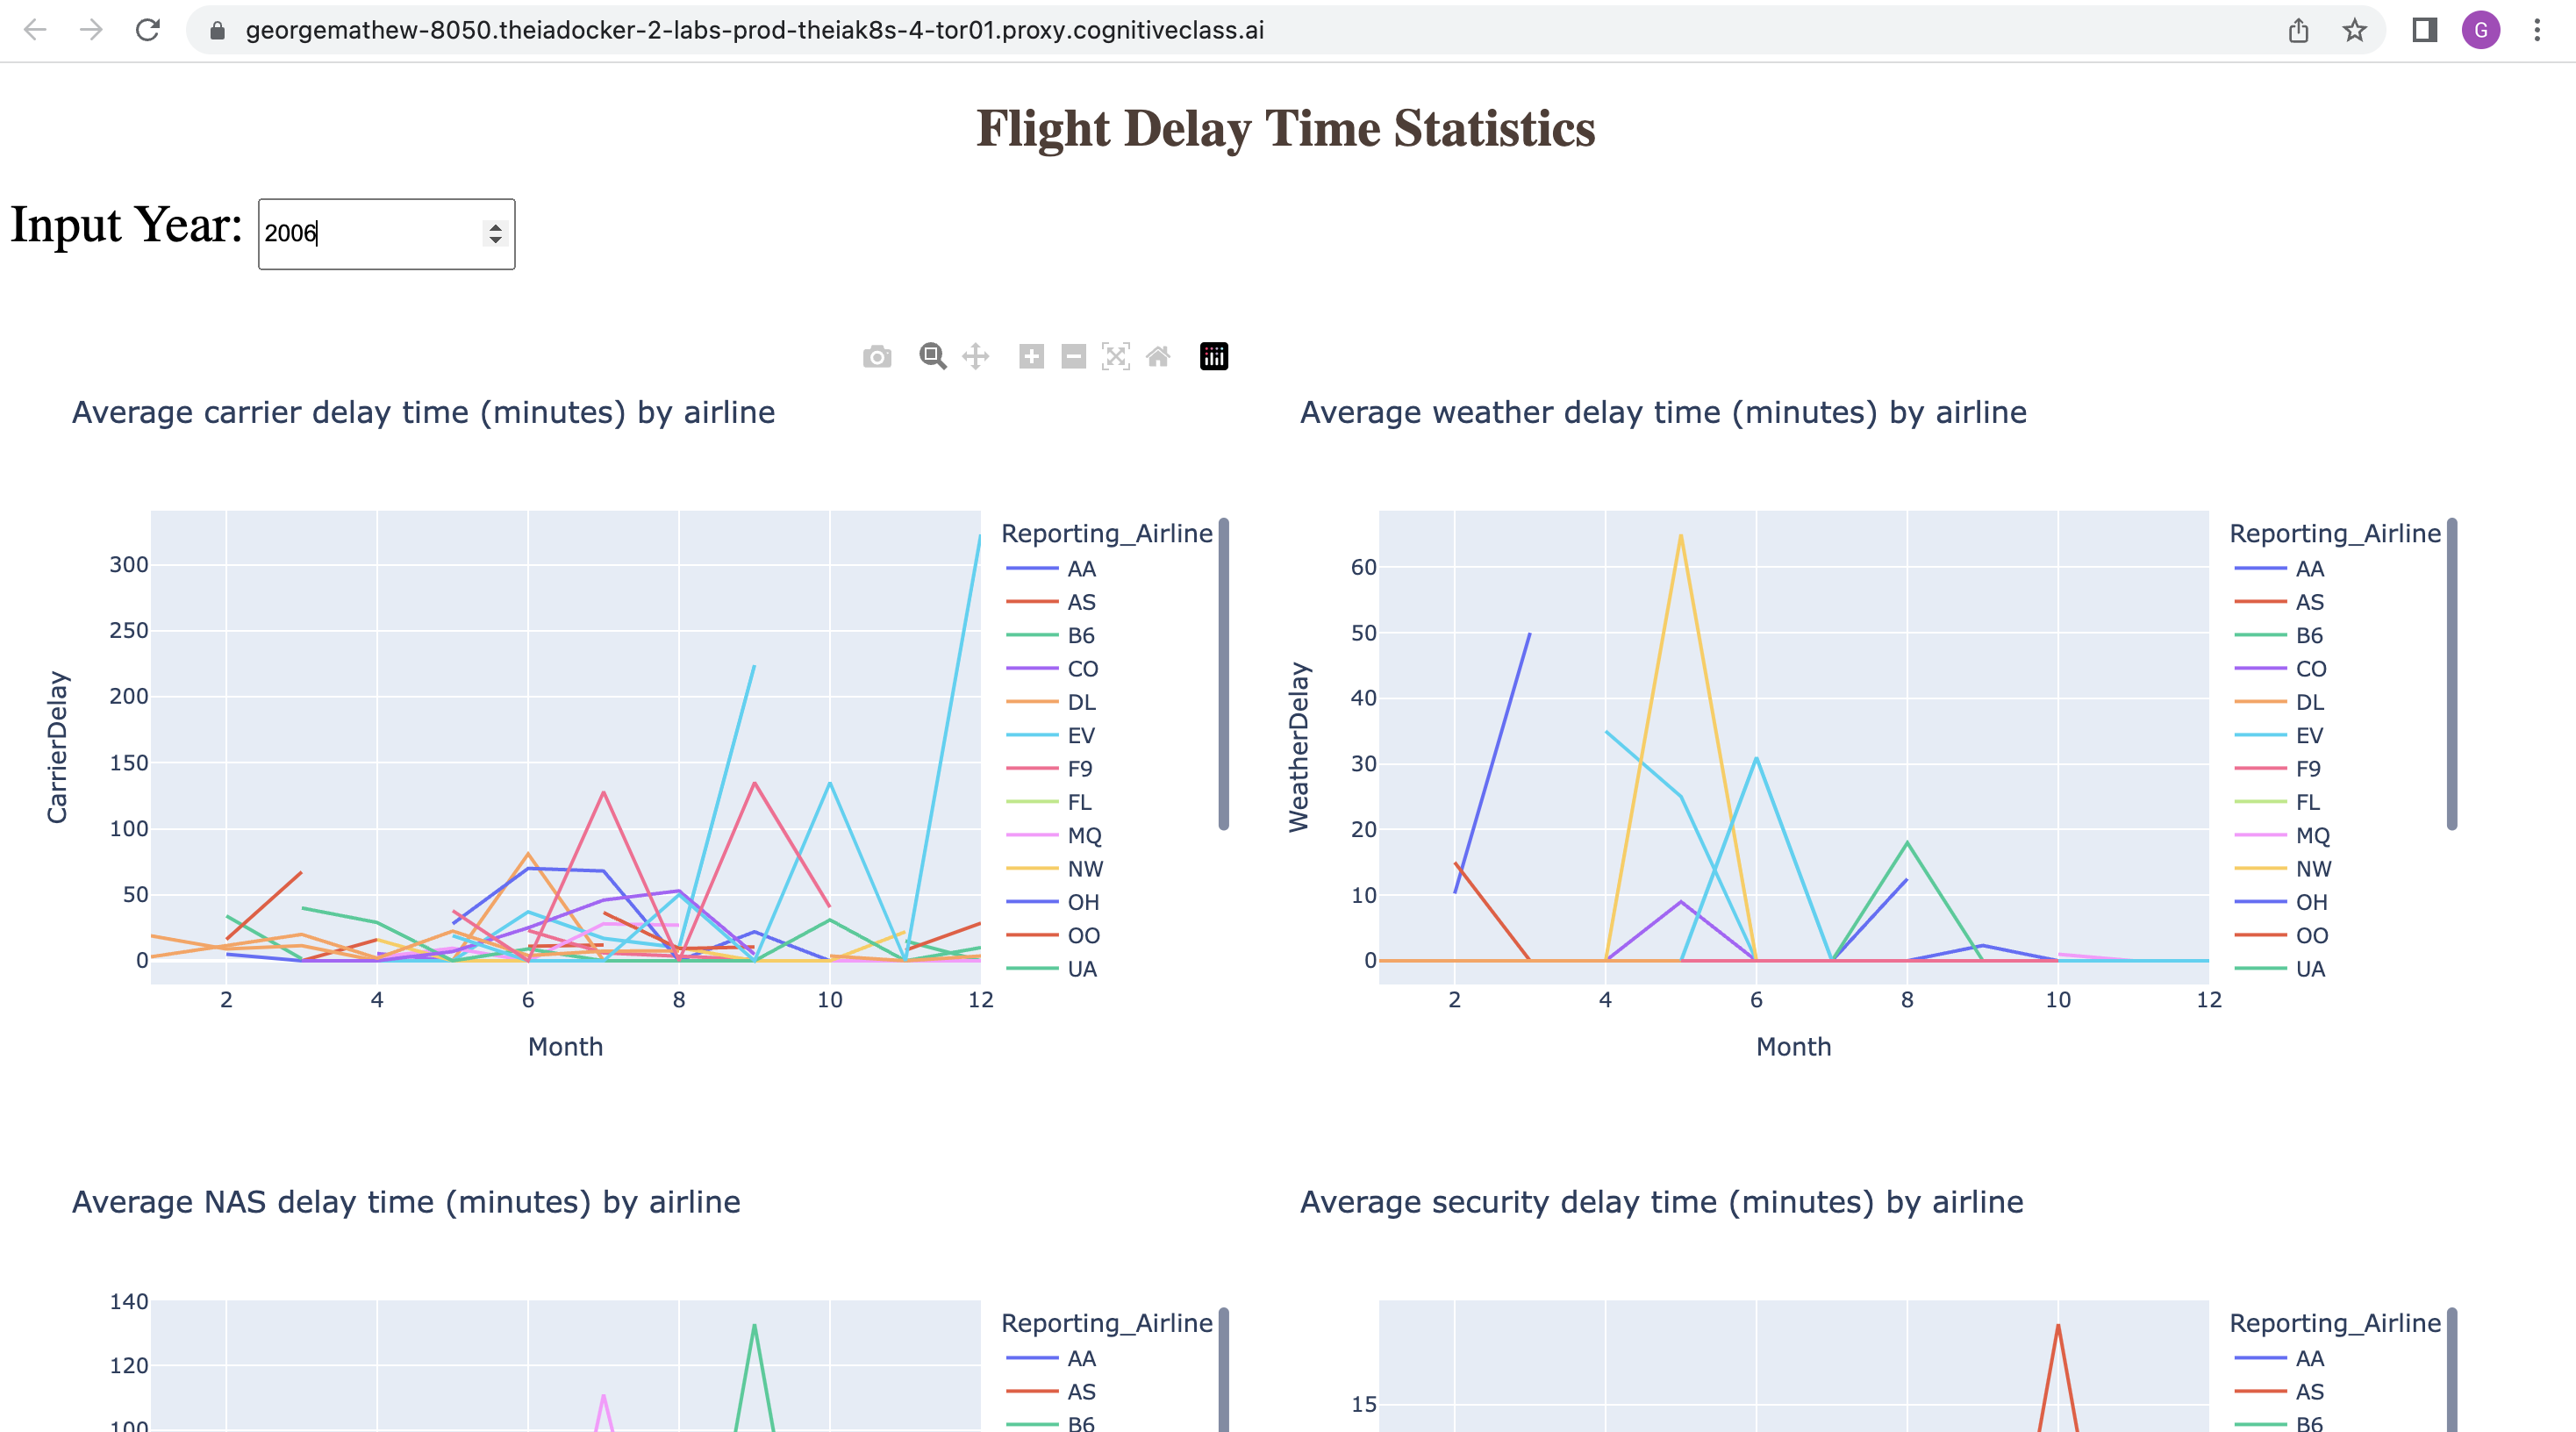 georgemathew-8050.theiadocker-2-labs-prod-theiak8s-4-tor01.proxy.cognitiveclass.ai
G
Flight Delay Time Statistics
Input Year: 2006
Average carrier delay time (minutes) by airline
300
250
200
150
100
50
0
CarrierDelay
2 4 6 8 10 12
Month
Reporting_Airline
AA
AS
B6
CO
DL
EV
F9
FL
MQ
NW
OH
OO
UA
Average weather delay time (minutes) by airline
60
50
40
30
20
10
0
WeatherDelay
2 4 6 8 10 12
Month
Reporting_Airline
AA
AS
B6
CO
DL
EV
F9
FL
MQ
NW
OH
OO
UA
Average NAS delay time (minutes) by airline
140
120
100
Reporting_Airline
AA
AS
B6
Average security delay time (minutes) by airline
15
Reporting_Airline
AA
AS
B6